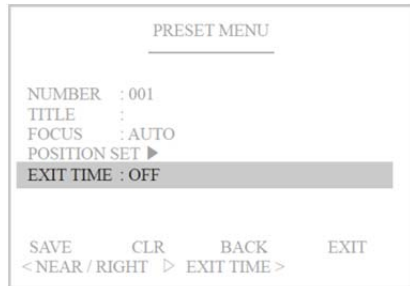 PRESET MENU
NUMBER : 001
TITLE :
FOCUS : AUTO
POSITION SET ▶
EXIT TIME : OFF
SAVE CLR BACK EXIT
< NEAR / RIGHT ▷ EXIT TIME >